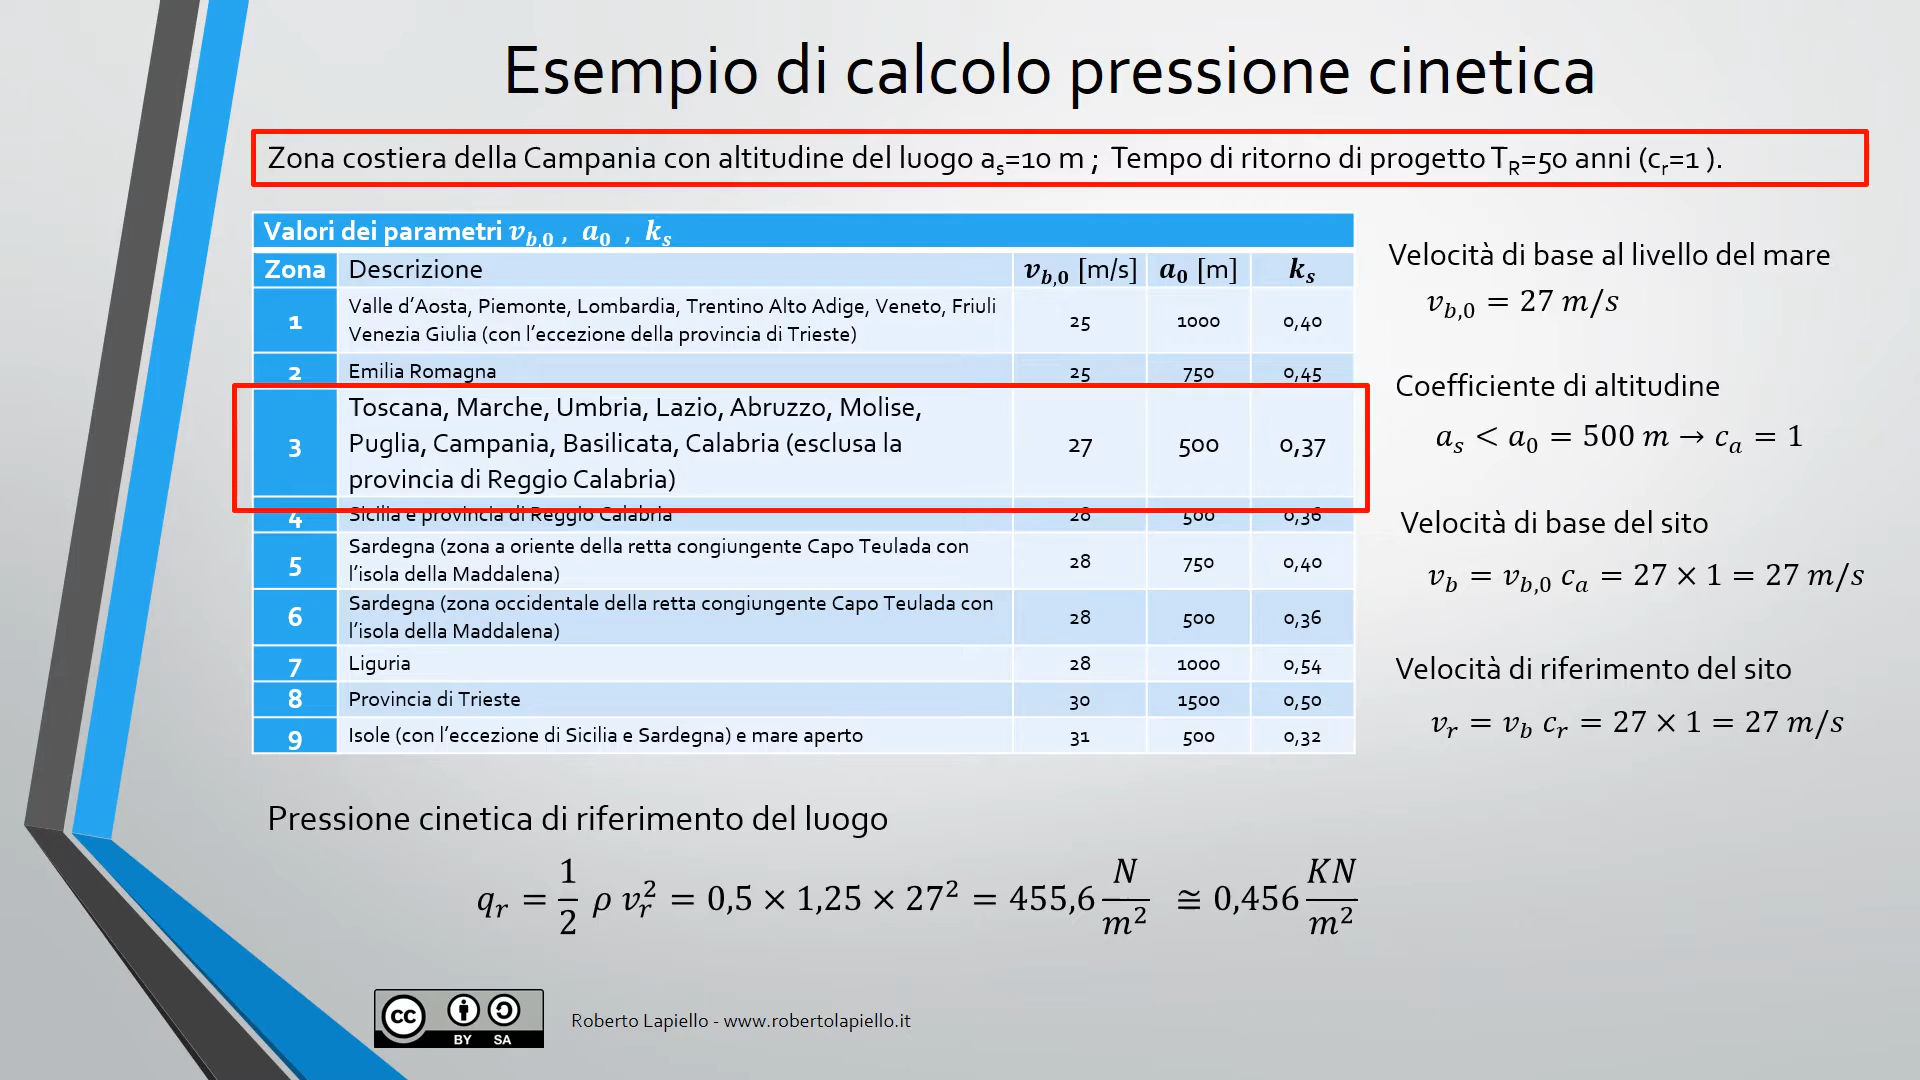 Esempio di calcolo pressione cinetica
Zona costiera della Campania con altitudine del luogo aₛ=10 m ; Tempo di ritorno di progetto T_R=50 anni (c_r=1 ).
Valori dei parametri v_{b,0} , a_0 , k_s
Zona Descrizione v_{b,0} [m/s] a_0 [m] k_s
1 Valle d’Aosta, Piemonte, Lombardia, Trentino Alto Adige, Veneto, Friuli
Venezia Giulia (con l’eccezione della provincia di Trieste) 25 1000 0,40
2 Emilia Romagna 25 750 0,45
3 Toscana, Marche, Umbria, Lazio, Abruzzo, Molise,
Puglia, Campania, Basilicata, Calabria (esclusa la
provincia di Reggio Calabria) 27 500 0,37
4 Sicilia e provincia di Reggio Calabria 28 500 0,36
5 Sardegna (zona a oriente della retta congiungente Capo Teulada con
l’isola della Maddalena) 28 750 0,40
6 Sardegna (zona occidentale della retta congiungente Capo Teulada con
l’isola della Maddalena) 28 500 0,36
7 Liguria 28 1000 0,54
8 Provincia di Trieste 30 1500 0,50
9 Isole (con l’eccezione di Sicilia e Sardegna) e mare aperto 31 500 0,32
Velocità di base al livello del mare
v_{b,0} = 27 m/s
Coefficiente di altitudine
a_s < a_0 = 500 m → c_a = 1
Velocità di base del sito
v_b = v_{b,0} c_a = 27 × 1 = 27 m/s
Velocità di riferimento del sito
v_r = v_b c_r = 27 × 1 = 27 m/s
Pressione cinetica di riferimento del luogo
q_r = 1/2 ρ v_r² = 0,5 × 1,25 × 27² = 455,6 N/m² ≅ 0,456 KN/m²
cc BY SA
Roberto Lapiello - www.robertolapiello.it